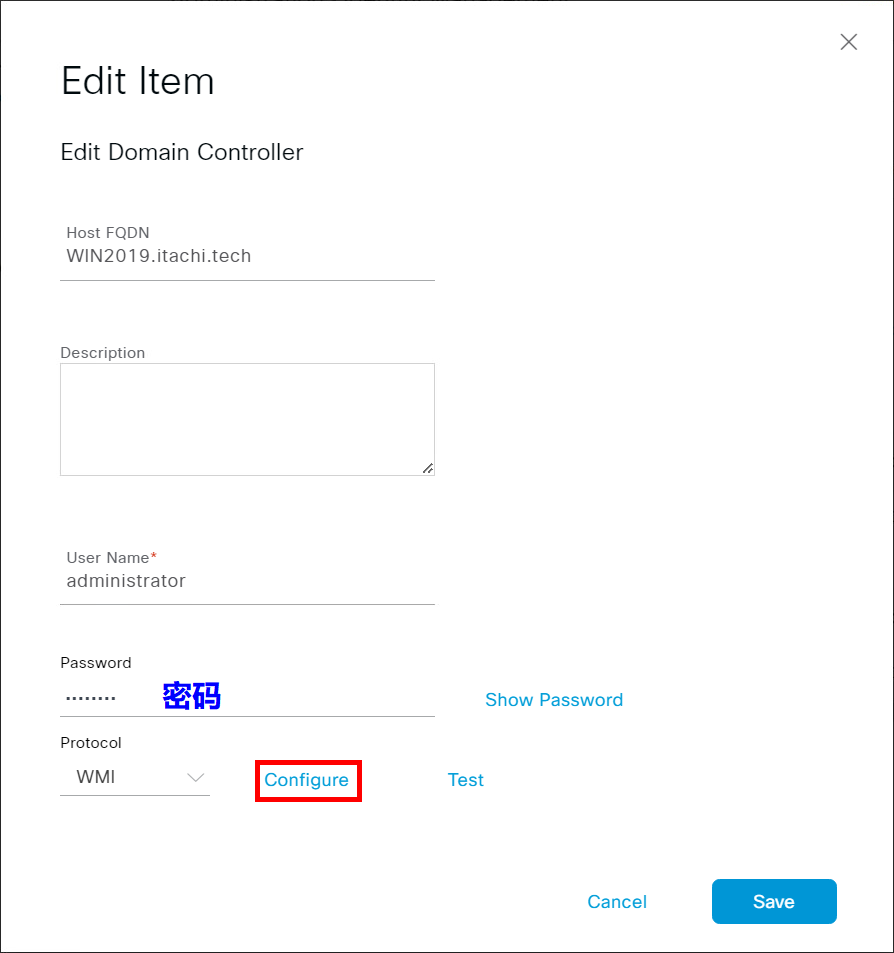 Edit Item
Edit Domain Controller
Host FQDN
WIN2019.itachi.tech
Description
User Name*
administrator
Password
········ 密码 Show Password
Protocol
WMI Configure Test
Cancel Save